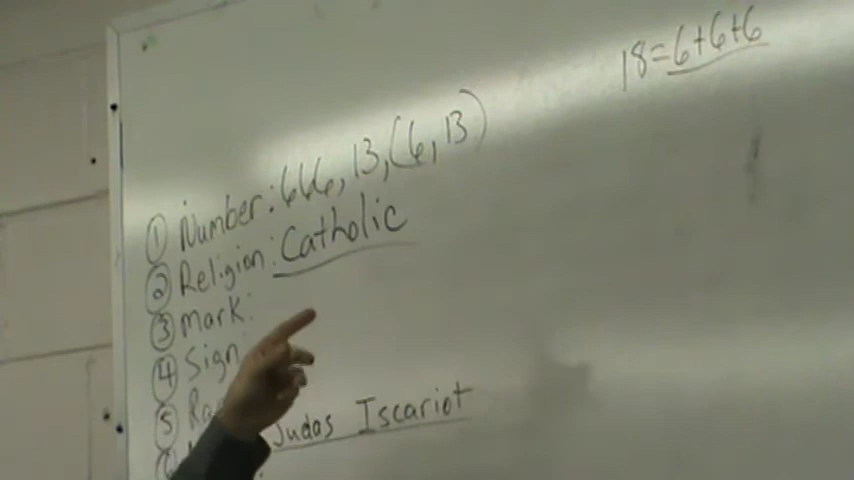 18=6+6+6
① Number: 666, 13, (6, 13)
② Religion: Catholic
③ Mark:
④ Sign
⑤
Judas Iscariot